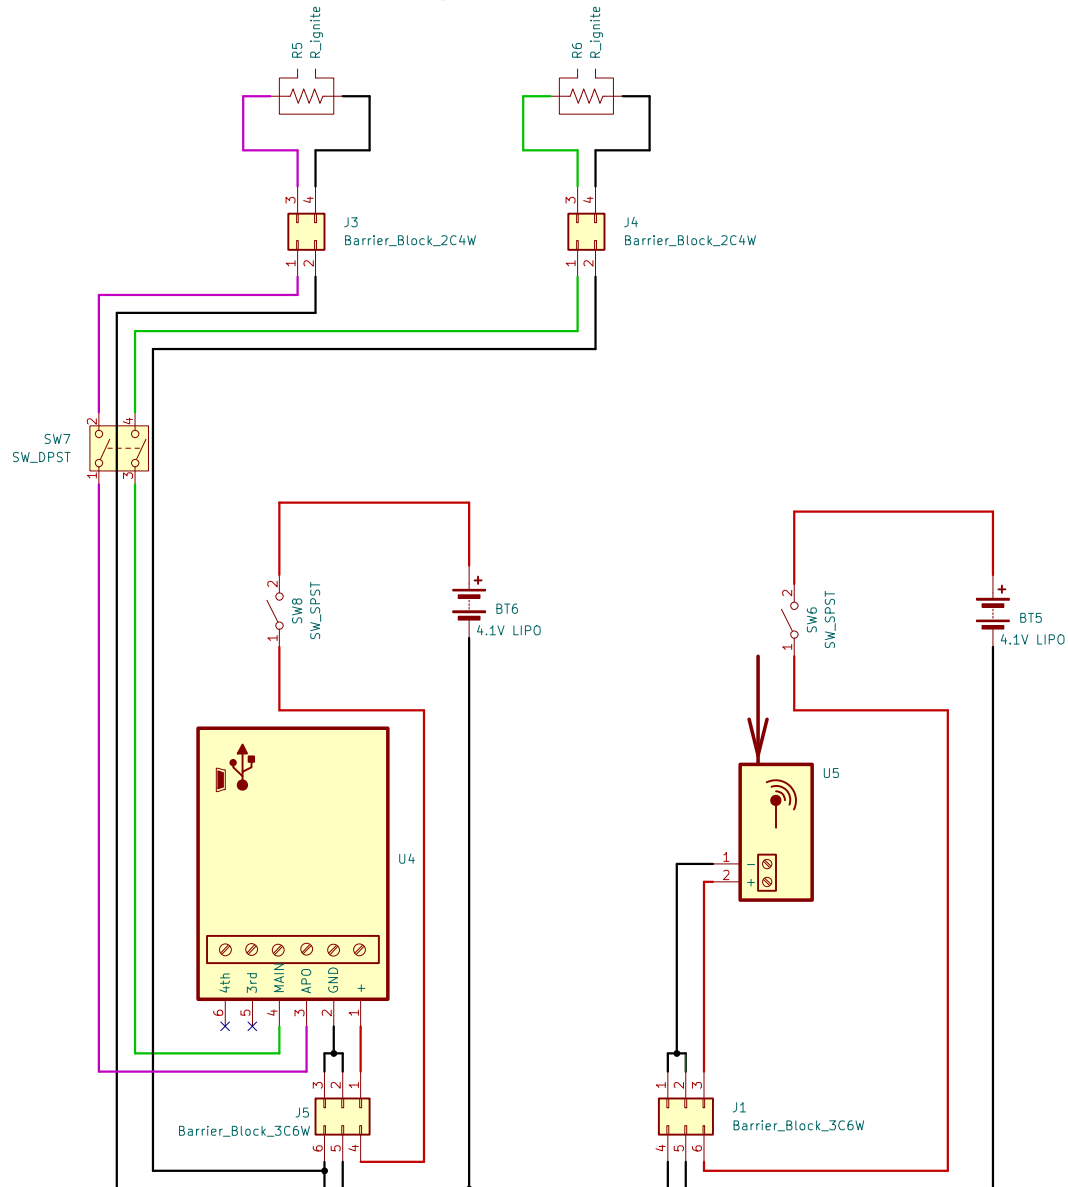 R5
R_ignite
R6
R_ignite
3
4
3
4
J3
Barrier_Block_2C4W
J4
Barrier_Block_2C4W
1
2
1
2
2
4
SW7
SW_DPST
1
3
2
SW8
SW_SPST
1
+
BT6
4.1V LIPO
2
SW6
SW_SPST
1
+
BT5
4.1V LIPO
U5
U4
1
-
2
+
4th
3rd
MAIN
APO
GND
+
6
5
4
3
2
1
3
2
1
J5
Barrier_Block_3C6W
6
5
4
1
2
3
J1
Barrier_Block_3C6W
4
5
6